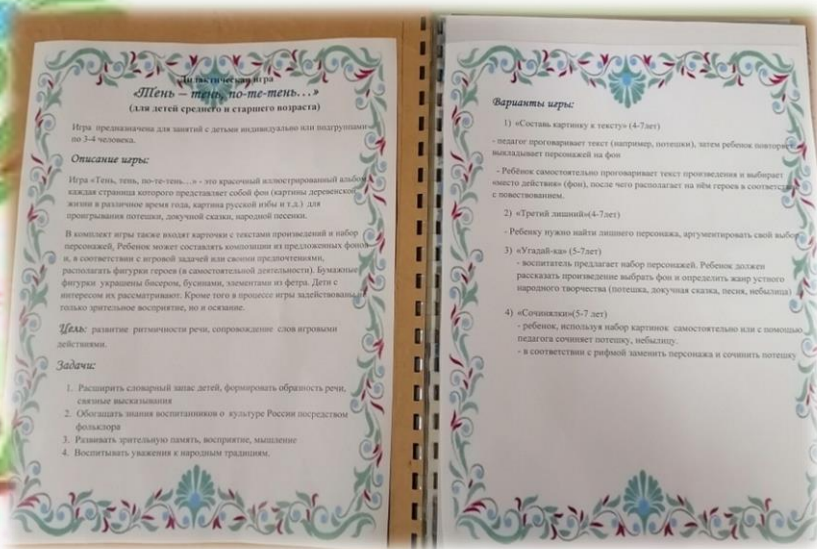 Дидактическая игра
«Тень – тень, по-те-тень…»
(для детей среднего и старшего возраста)
Игра предназначена для занятий с детьми индивидуально или подгруппами
по 3-4 человека.
Описание игры:
Игра «Тень, тень, по-те-тень…» - это красочный иллюстрированный альбом
каждая страница которого представляет собой фон (картины деревенской
жизни в различное время года, картина русской избы и т.д.) для
проигрывания потешки, докучной сказки, народной песенки.
В комплект игры также входят карточки с текстами произведений и набор
персонажей, Ребенок может составлять композиции из предложенных фонов
и, в соответствии с игровой задачей или своими предпочтениями,
располагать фигурки героев (в самостоятельной деятельности). Бумажные
фигурки украшены бисером, бусинами, элементами из фетра. Дети с
интересом их рассматривают. Кроме того в процессе игры задействованы
только зрительное восприятие, но и осязание.
Цель: развитие ритмичности речи, сопровождение слов игровыми
действиями.
Задачи:
1. Расширить словарный запас детей, формировать образность речи,
связные высказывания
2. Обогащать знания воспитанников о культуре России посредством
фольклора
3. Развивать зрительную память, восприятие, мышление
4. Воспитывать уважения к народным традициям.
Варианты игры:
1) «Составь картинку к тексту» (4-7лет)
- педагог проговаривает текст (например, потешки), затем ребенок повторяет
выкладывает персонажей на фон
- Ребёнок самостоятельно проговаривает текст произведения и выбирает
«место действия» (фон), после чего располагает на нём героев в соответствии
с повествованием.
2) «Третий лишний»(4-7лет)
- Ребенку нужно найти лишнего персонажа, аргументировать свой выбор
3) «Угадай-ка» (5-7лет)
- воспитатель предлагает набор персонажей. Ребенок должен
рассказать произведение выбрать фон и определить жанр устного
народного творчества (потешка, докучная сказка, песня, небылица)
4) «Сочинялки»(5-7 лет)
- ребенок, используя набор картинок самостоятельно или с помощью
педагога сочиняет потешку, небылицу.
- в соответствии с рифмой заменить персонажа и сочинить потешку